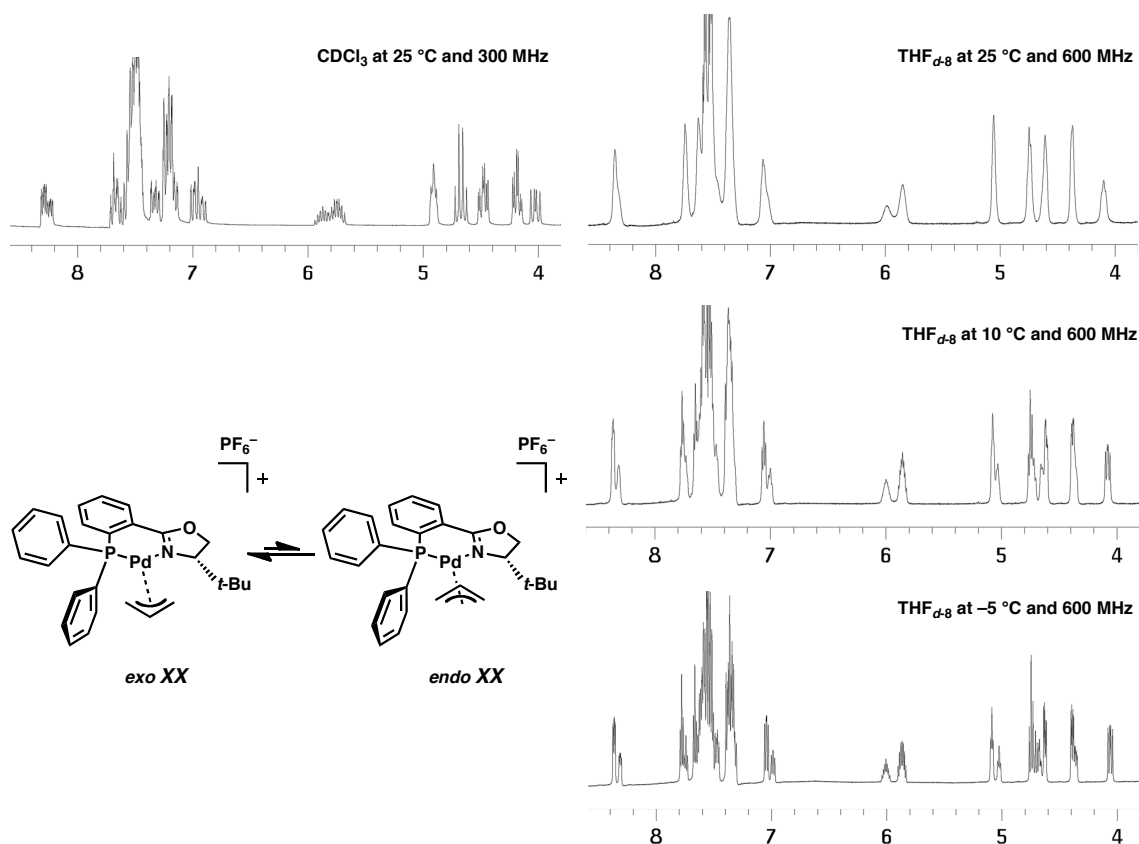 CDCl3 at 25 °C and 300 MHz
8 7 6 5 4
THFd-8 at 25 °C and 600 MHz
8 7 6 5 4
THFd-8 at 10 °C and 600 MHz
8 7 6 5 4
THFd-8 at –5 °C and 600 MHz
8 7 6 5 4
PF6–
+
O
P Pd N
t-Bu
exo XX
PF6–
+
O
P Pd N
t-Bu
endo XX